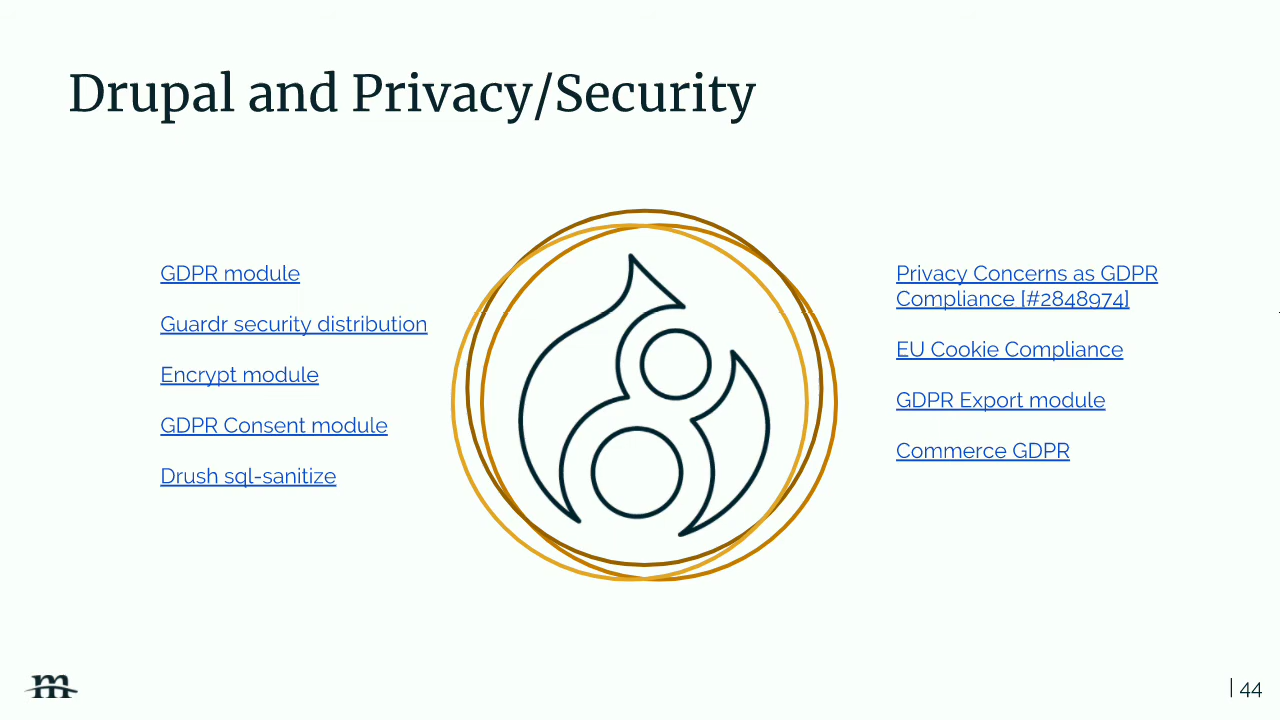 Drupal and Privacy/Security
GDPR module
Guardr security distribution
Encrypt module
GDPR Consent module
Drush sql-sanitize
Privacy Concerns as GDPR
Compliance [#2848974]
EU Cookie Compliance
GDPR Export module
Commerce GDPR
m
| 44